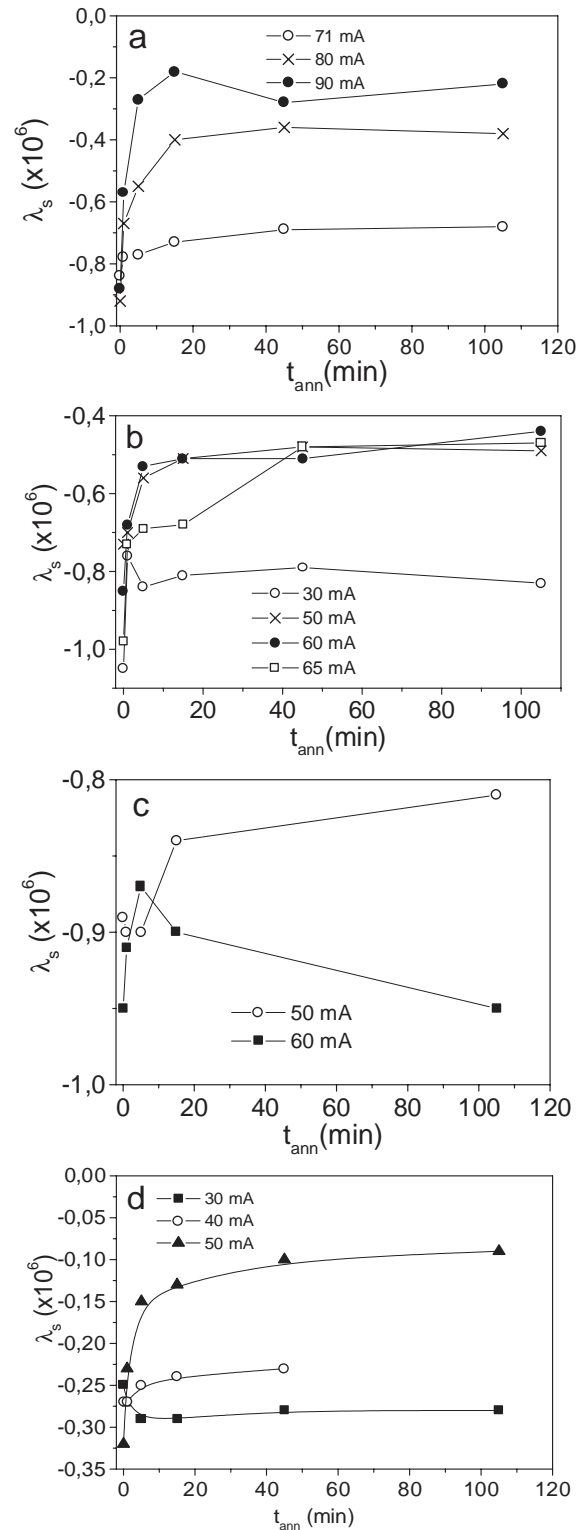 a
71 mA
80 mA
90 mA
0,0
-0,2
-0,4
-0,6
-0,8
-1,0
λs (x10⁶)
0 20 40 60 80 100 120
tann(min)
b
-0,4
-0,6
-0,8
-1,0
λs (x10⁶)
30 mA
50 mA
60 mA
65 mA
0 20 40 60 80 100
tann(min)
c
-0,8
-0,9
-1,0
λs (x10⁶)
50 mA
60 mA
0 20 40 60 80 100 120
tann(min)
d
30 mA
40 mA
50 mA
0,00
-0,05
-0,10
-0,15
-0,20
-0,25
-0,30
-0,35
λs (x10⁶)
0 20 40 60 80 100 120
tann (min)